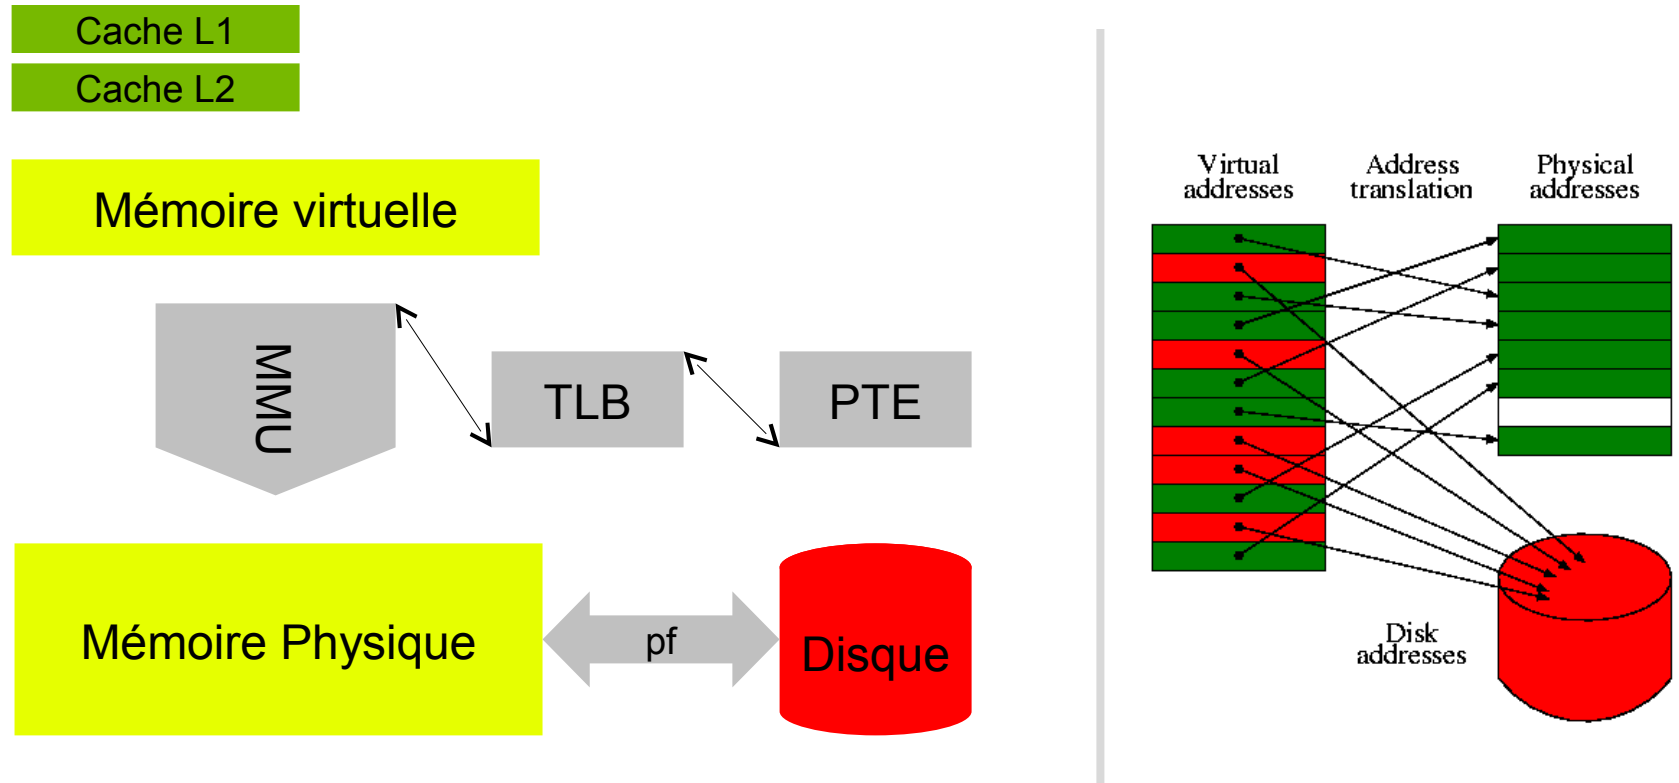 Cache L1
Cache L2
Mémoire virtuelle
MMU
TLB
PTE
Mémoire Physique
pf
Disque
Virtual
addresses
Address
translation
Physical
addresses
Disk
addresses